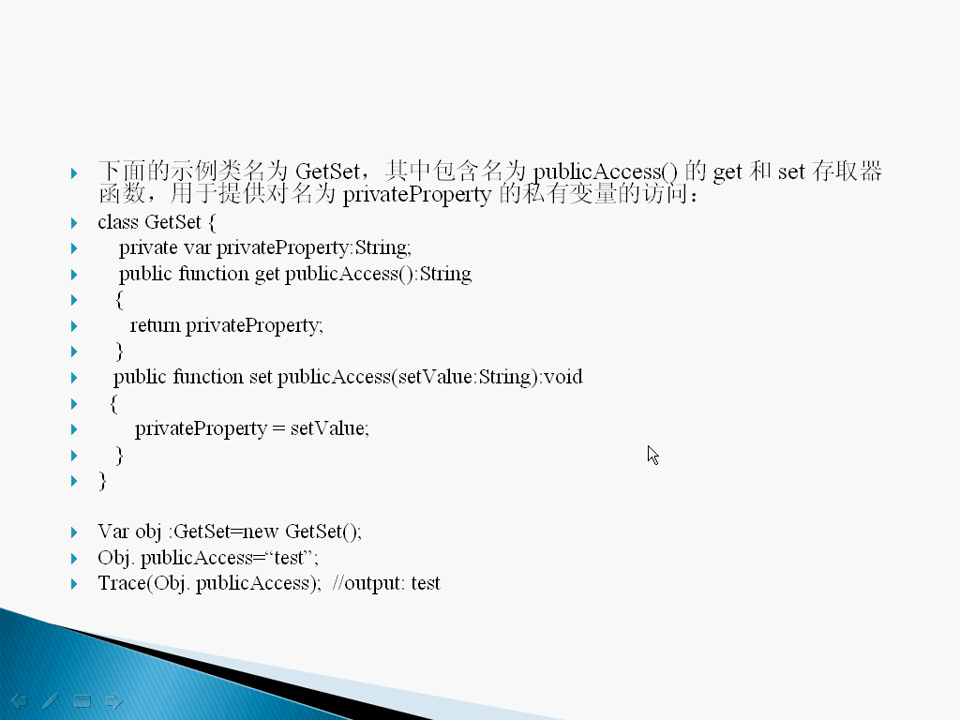 下面的示例类名为 GetSet，其中包含名为 publicAccess() 的 get 和 set 存取器
函数，用于提供对名为 privateProperty 的私有变量的访问：
class GetSet {
private var privateProperty:String;
public function get publicAccess():String
{
return privateProperty;
}
public function set publicAccess(setValue:String):void
{
privateProperty = setValue;
}
}
Var obj :GetSet=new GetSet();
Obj. publicAccess=“test”;
Trace(Obj. publicAccess);  //output: test